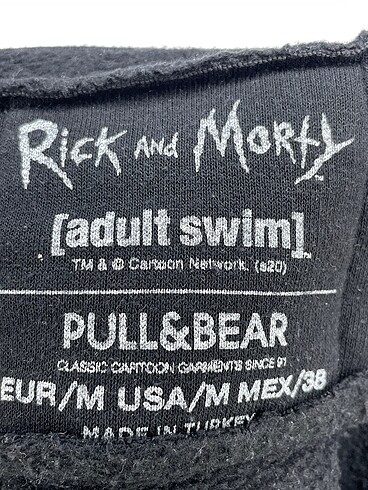 Rick and Morty
[adult swim]
TM & © Cartoon Network. (s20)
PULL&BEAR
CLASSIC CARTOON GARMENTS SINCE 91
EUR/M USA/M MEX/38
MADE IN TURKEY